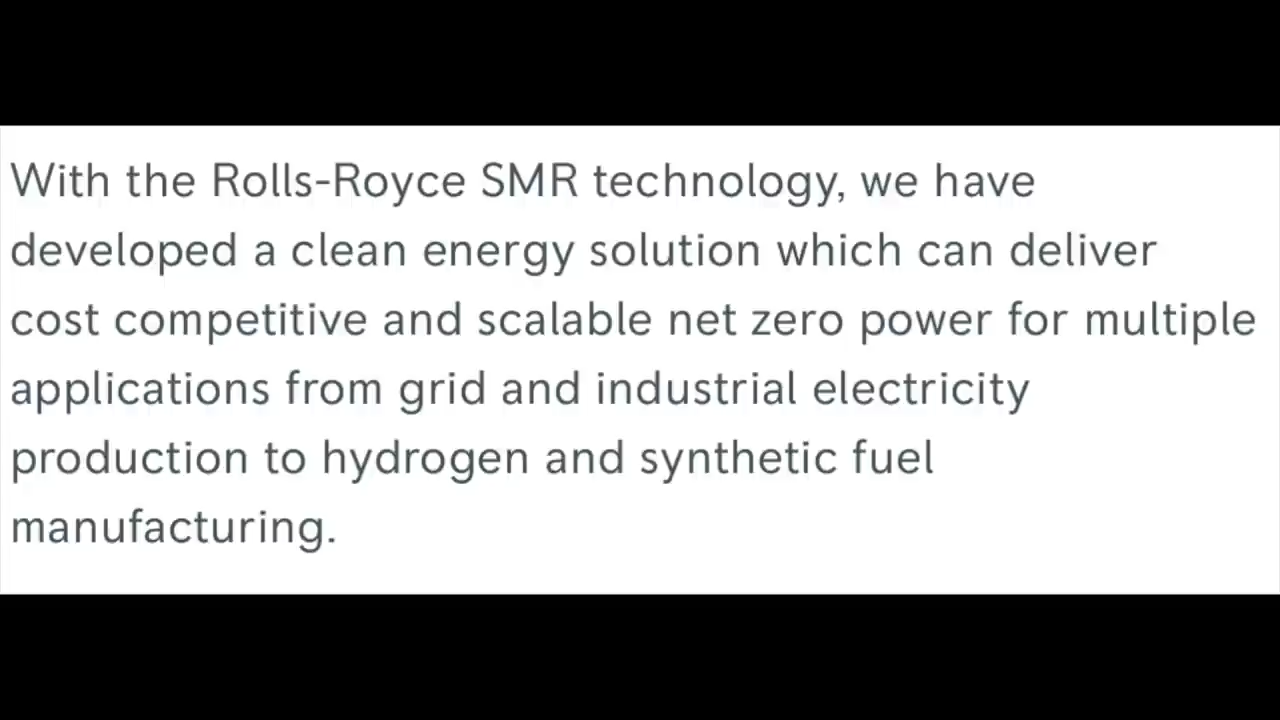 With the Rolls-Royce SMR technology, we have
developed a clean energy solution which can deliver
cost competitive and scalable net zero power for multiple
applications from grid and industrial electricity
production to hydrogen and synthetic fuel
manufacturing.